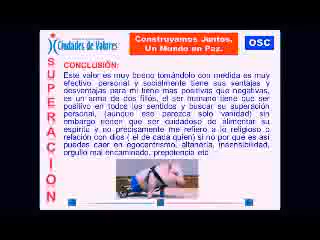 Ciudades de Valores
Construyamos Juntos,
Un Mundo en Paz.
OSC
SUPERACION
CONCLUSIÓN:
Este valor es muy bueno tomándolo con medida es muy
efectivo personal y socialmente tiene sus ventajas y
desventajas para mi tiene mas positivas que negativas,
es un arma de dos filos, el ser humano tiene que ser
positivo en todos los sentidos y buscar su superación
personal, (aunque eso parezca solo vanidad) sin
embargo tienen que ser cuidadoso de alimentar su
espíritu y no precisamente me refiero a lo religioso o
relación con dios ( el de cada quien) si no por que es así
puedes caer en egocentrismo, altanería, insensibilidad,
orgullo mal encaminado, prepotencia etc